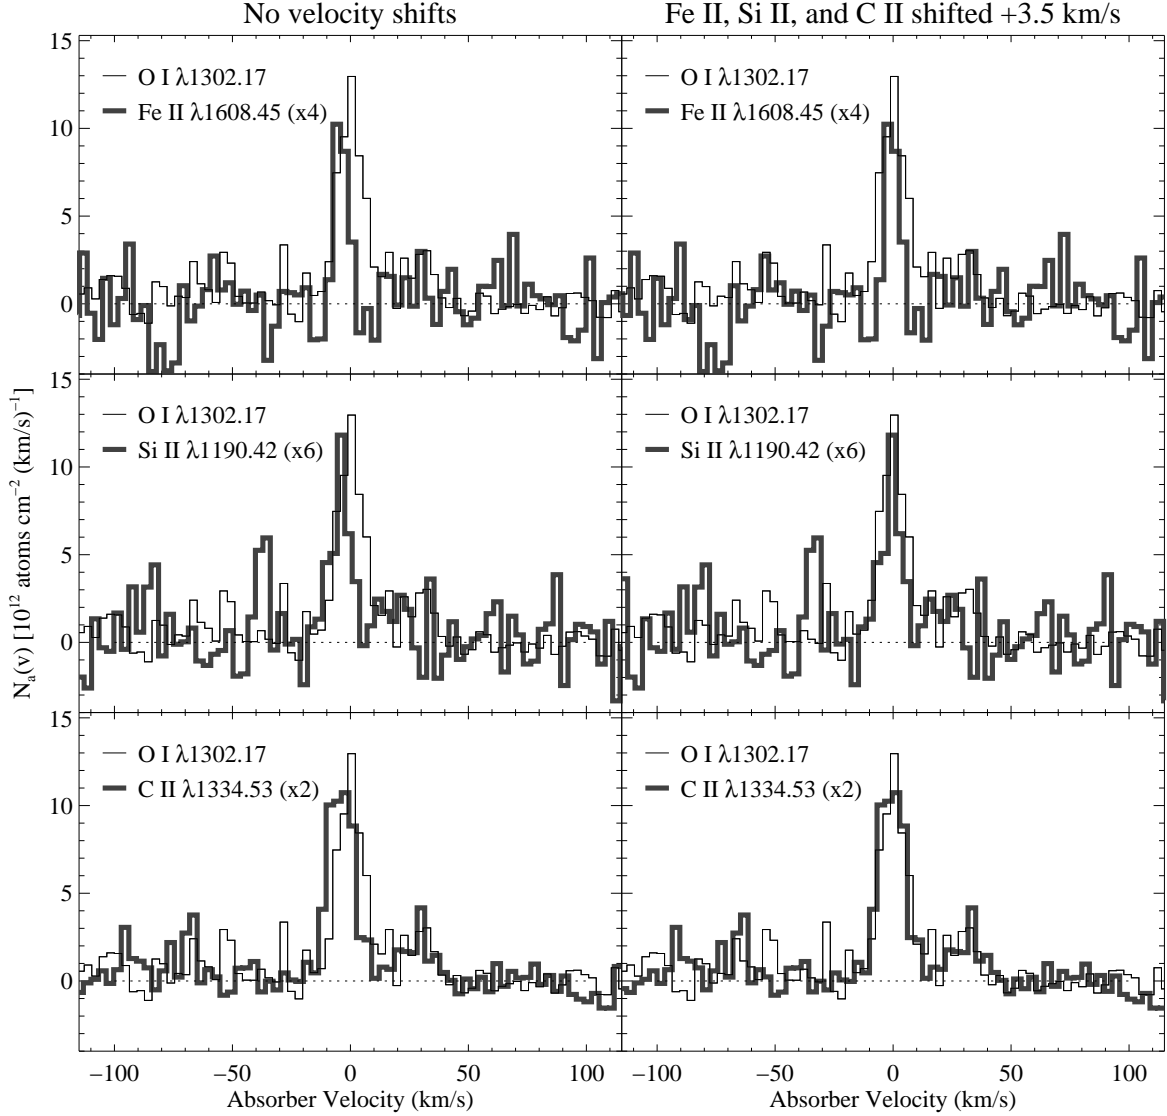 No velocity shifts
Fe II, Si II, and C II shifted +3.5 km/s
15
10
5
0
O I λ1302.17
Fe II λ1608.45 (x4)
O I λ1302.17
Fe II λ1608.45 (x4)
15
10
5
0
O I λ1302.17
Si II λ1190.42 (x6)
O I λ1302.17
Si II λ1190.42 (x6)
Nₐ(v) [10¹² atoms cm⁻² (km/s)⁻¹]
15
10
5
0
O I λ1302.17
C II λ1334.53 (x2)
O I λ1302.17
C II λ1334.53 (x2)
−100 −50 0 50 100
−100 −50 0 50 100
Absorber Velocity (km/s)
Absorber Velocity (km/s)